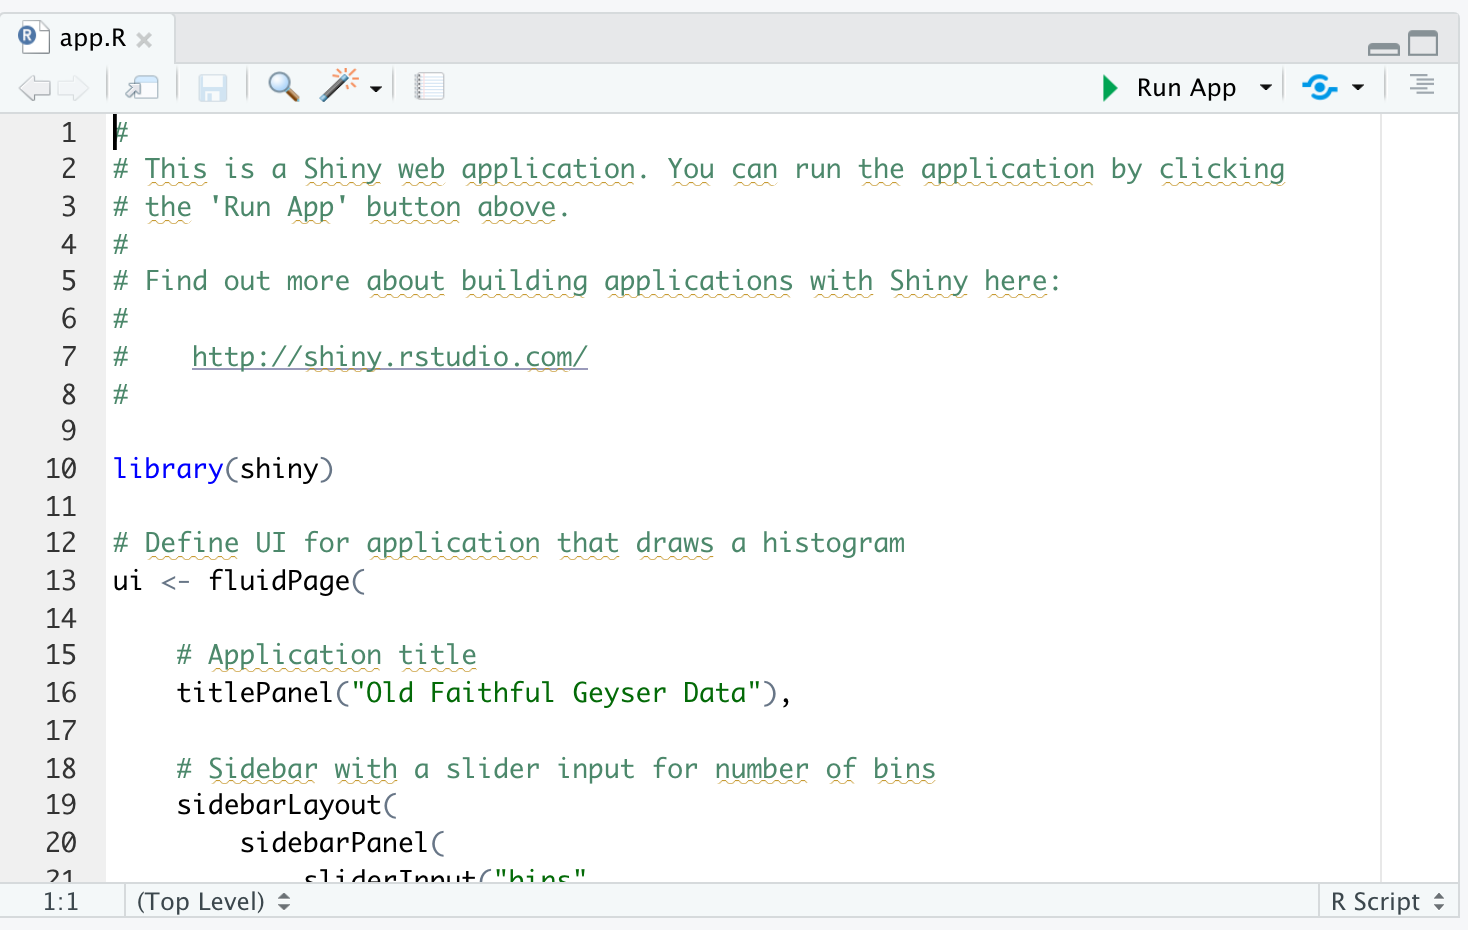 app.R
Run App
1 #
2 # This is a Shiny web application. You can run the application by clicking
3 # the 'Run App' button above.
4 #
5 # Find out more about building applications with Shiny here:
6 #
7 #    http://shiny.rstudio.com/
8 #
9
10 library(shiny)
11
12 # Define UI for application that draws a histogram
13 ui <- fluidPage(
14
15     # Application title
16     titlePanel("Old Faithful Geyser Data"),
17
18     # Sidebar with a slider input for number of bins
19     sidebarLayout(
20         sidebarPanel(
21             sliderInput("bins"
1:1 (Top Level) R Script